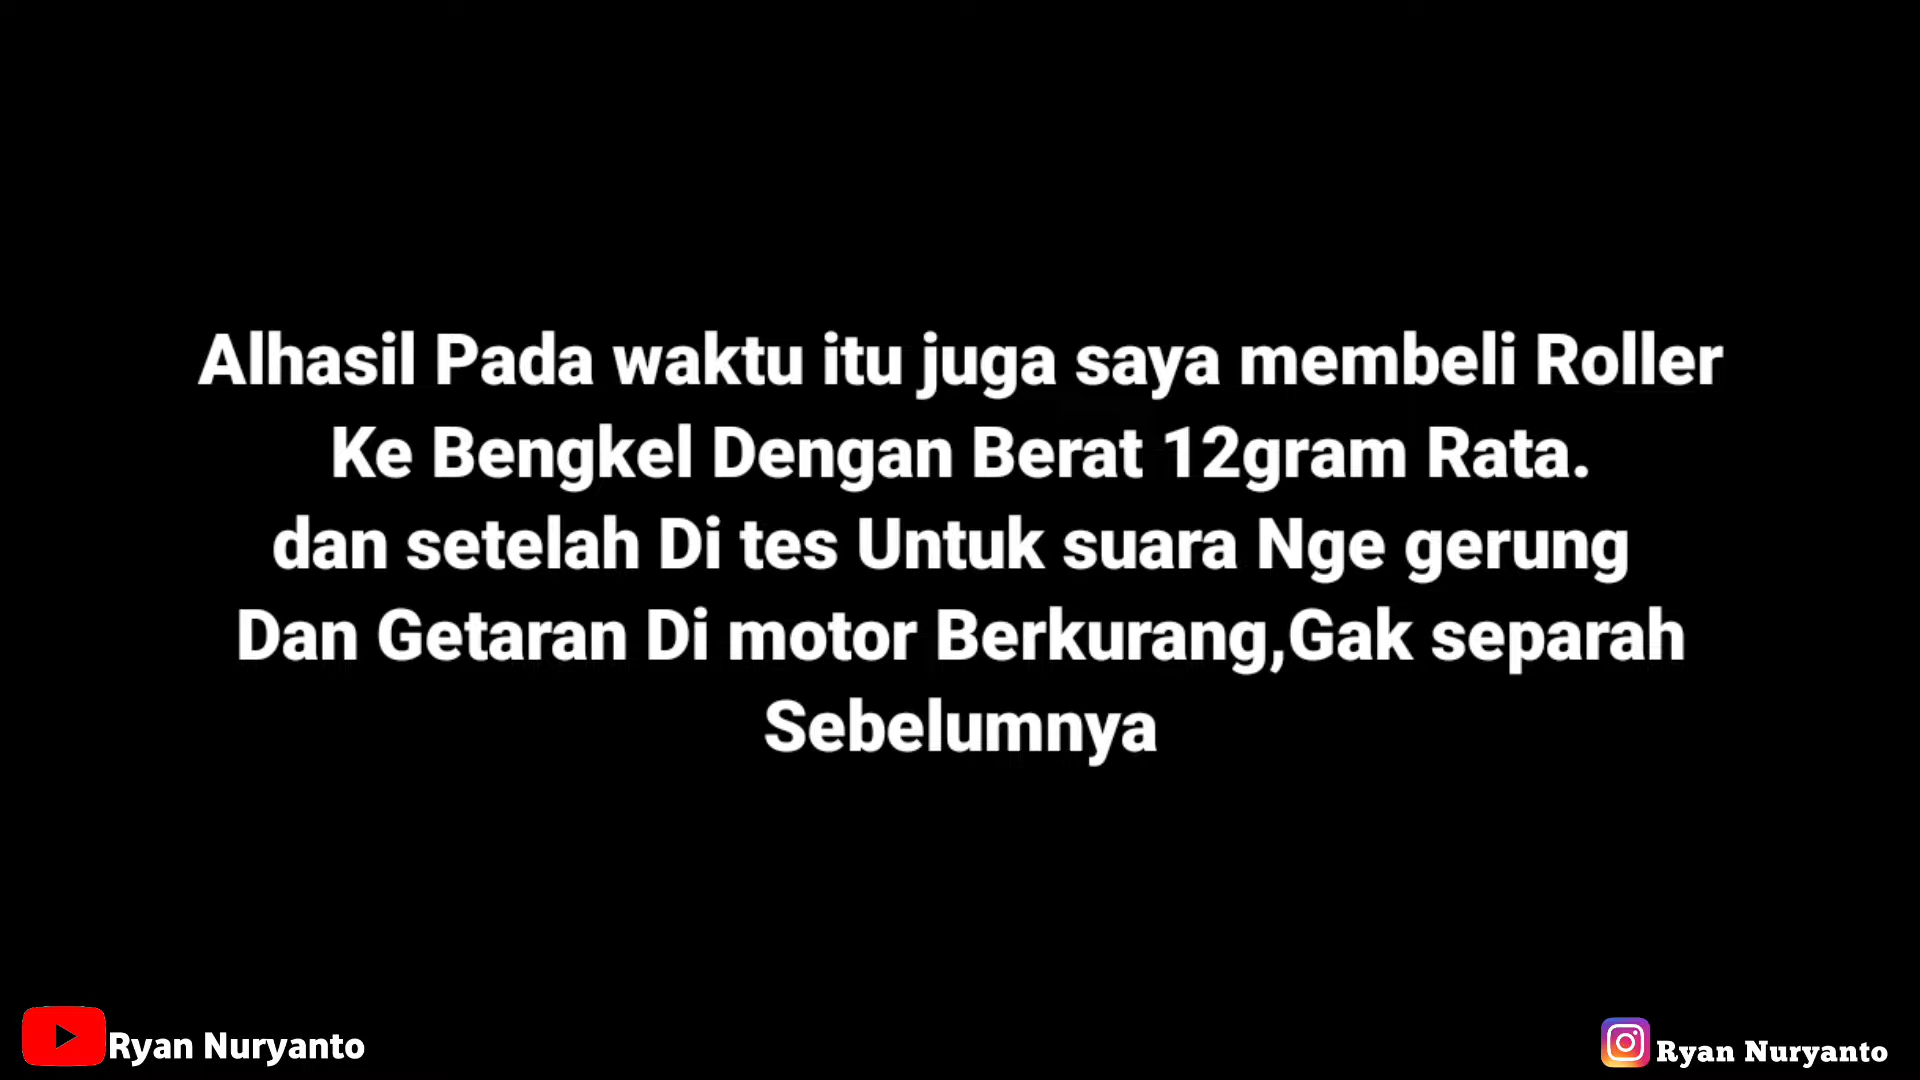 Alhasil Pada waktu itu juga saya membeli Roller
Ke Bengkel Dengan Berat 12gram Rata.
dan setelah Di tes Untuk suara Nge gerung
Dan Getaran Di motor Berkurang,Gak separah
Sebelumnya
Ryan Nuryanto
Ryan Nuryanto